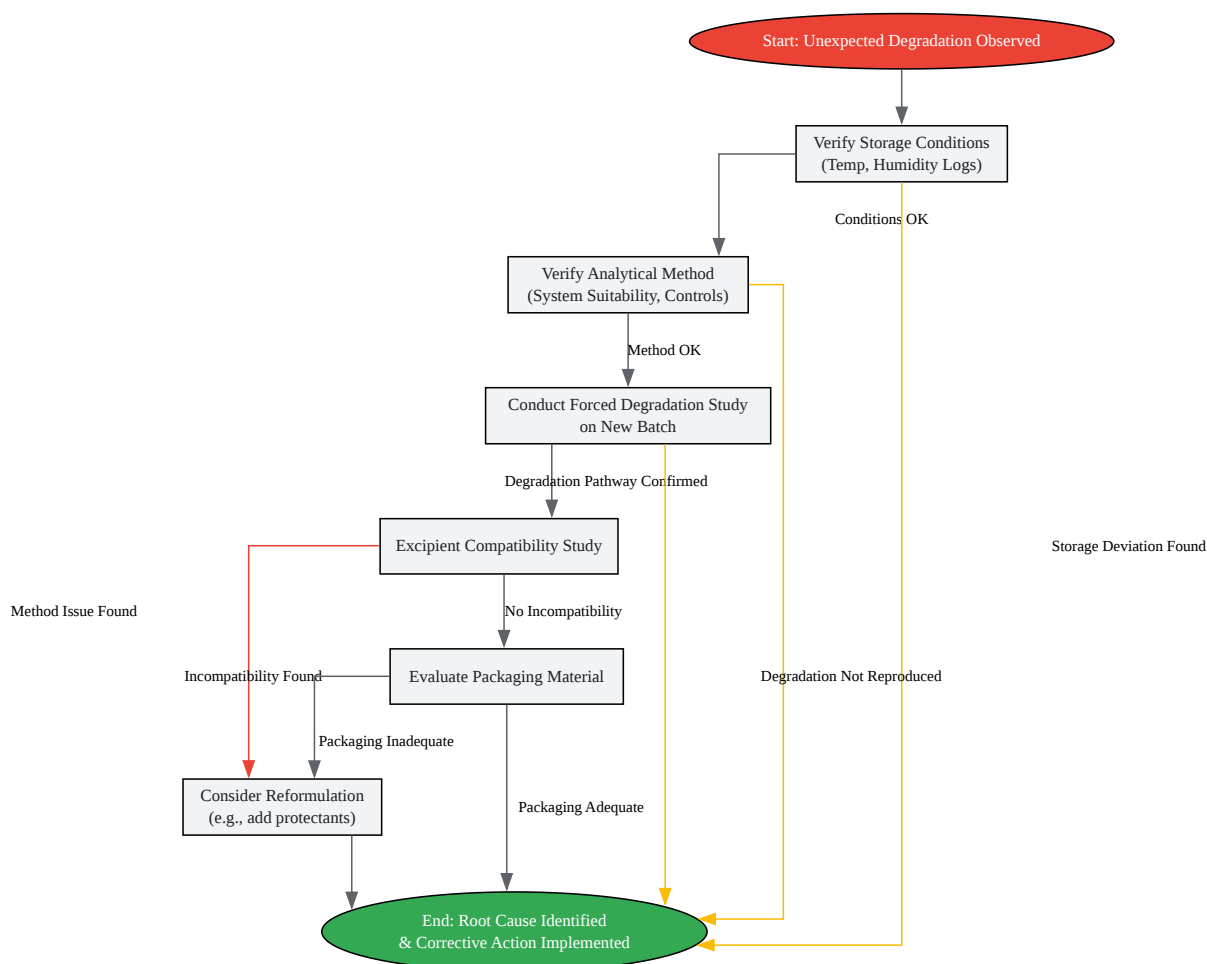 Start: Unexpected Degradation Observed
Verify Storage Conditions
(Temp, Humidity Logs)
Conditions OK
Verify Analytical Method
(System Suitability, Controls)
Method OK
Conduct Forced Degradation Study
on New Batch
Degradation Pathway Confirmed
Excipient Compatibility Study
Storage Deviation Found
Method Issue Found
No Incompatibility
Incompatibility Found
Evaluate Packaging Material
Degradation Not Reproduced
Packaging Inadequate
Consider Reformulation
(e.g., add protectants)
Packaging Adequate
End: Root Cause Identified
& Corrective Action Implemented